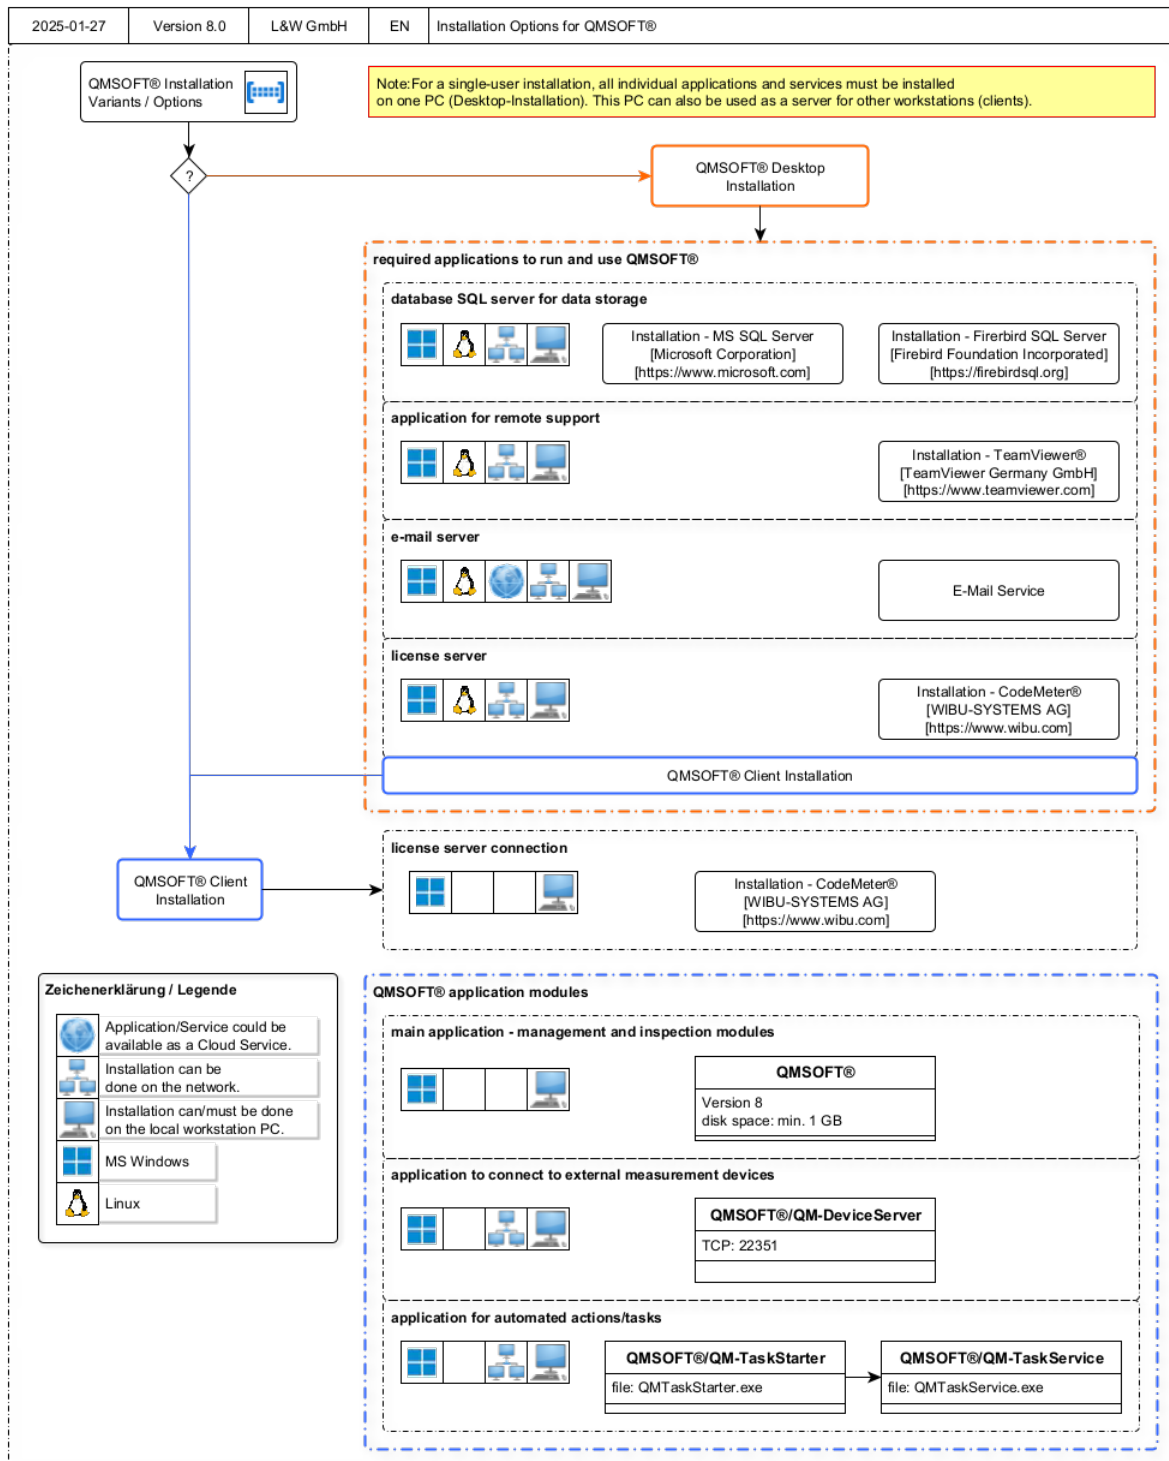 2025-01-27
Version 8.0
L&W GmbH
EN
Installation Options for QMSOFT®
QMSOFT® Installation
Variants / Options
Note:For a single-user installation, all individual applications and services must be installed
on one PC (Desktop-Installation). This PC can also be used as a server for other workstations (clients).
?
QMSOFT® Desktop
Installation
required applications to run and use QMSOFT®
database SQL server for data storage
Installation - MS SQL Server
[Microsoft Corporation]
[https://www.microsoft.com]
Installation - Firerbird SQL Server
[Firebird Foundation Incorporated]
[https://firebirdsql.org]
application for remote support
Installation - TeamViewer®
[TeamViewer Germany GmbH]
[https://www.teamviewer.com]
e-mail server
E-Mail Service
license server
Installation - CodeMeter®
[WIBU-SYSTEMS AG]
[https://www.wibu.com]
QMSOFT® Client Installation
license server connection
QMSOFT® Client
Installation
Installation - CodeMeter®
[WIBU-SYSTEMS AG]
[https://www.wibu.com]
Zeichenerklärung / Legende
Application/Service could be
available as a Cloud Service.
Installation can be
done on the network.
Installation can/must be done
on the local workstation PC.
MS Windows
Linux
QMSOFT® application modules
main application - management and inspection modules
QMSOFT®
Version 8
disk space: min. 1 GB
application to connect to external measurement devices
QMSOFT®/QM-DeviceServer
TCP: 22351
application for automated actions/tasks
QMSOFT®/QM-TaskStarter
file: QMTaskStarter.exe
QMSOFT®/QM-TaskService
file: QMTaskService.exe